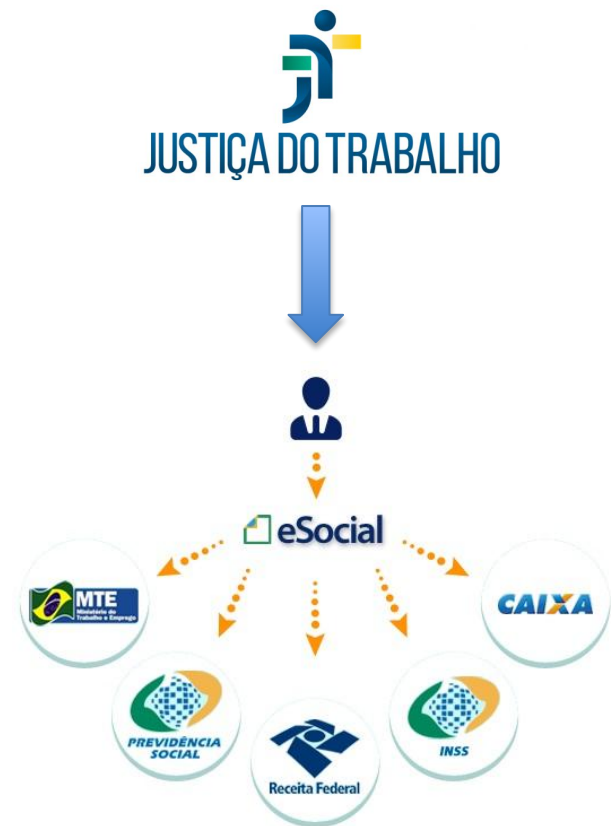 JUSTIÇA DO TRABALHO
eSocial
MTE
Ministério do
Trabalho e Emprego
CAIXA
PREVIDÊNCIA
SOCIAL
Receita Federal
INSS